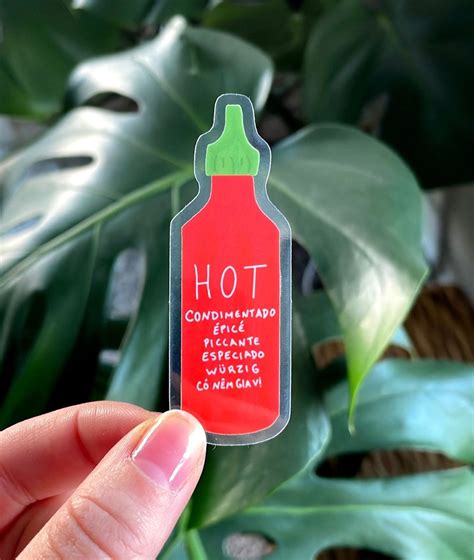 HOT
CONDIMENTADO
ÉPICÉ
PICCANTE
ESPECIADO
WÜRZIG
CÓ NÊM GIA VỊ!